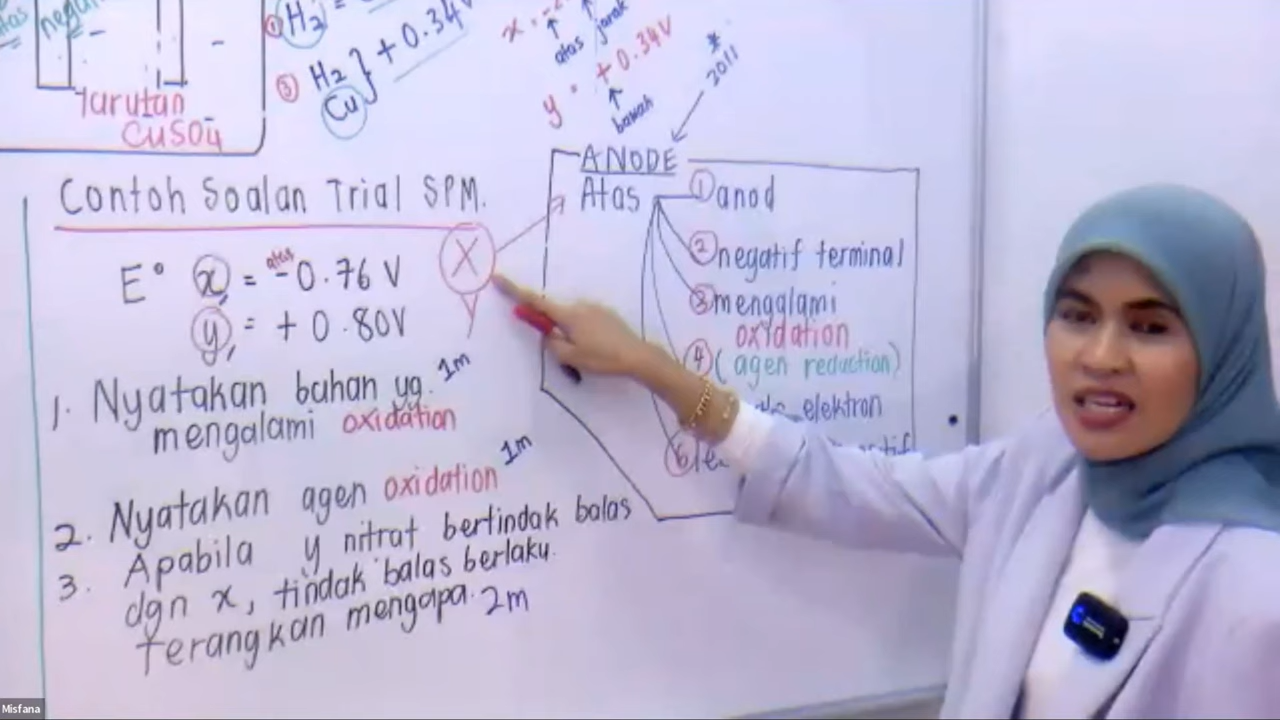 atas
negatif
- -
larutan
CuSO4
① H2
③ H2 } + 0.34V
Cu
x = -
atas jarak
y = + 0.34V
bawah
*
2011
Contoh Soalan Trial SPM.
E° x = -0.76 V
atas
y = + 0.80V
X
Y
1. Nyatakan bahan yg. 1m
mengalami oxidation
2. Nyatakan agen oxidation 1m
3. Apabila y nitrat bertindak balas
dgn x, tindak balas berlaku.
terangkan mengapa. 2m
ANODE
Atas ① anod
② negatif terminal
③ mengalami
oxidation
④ (agen reduction)
elektron
⑥
Misfana